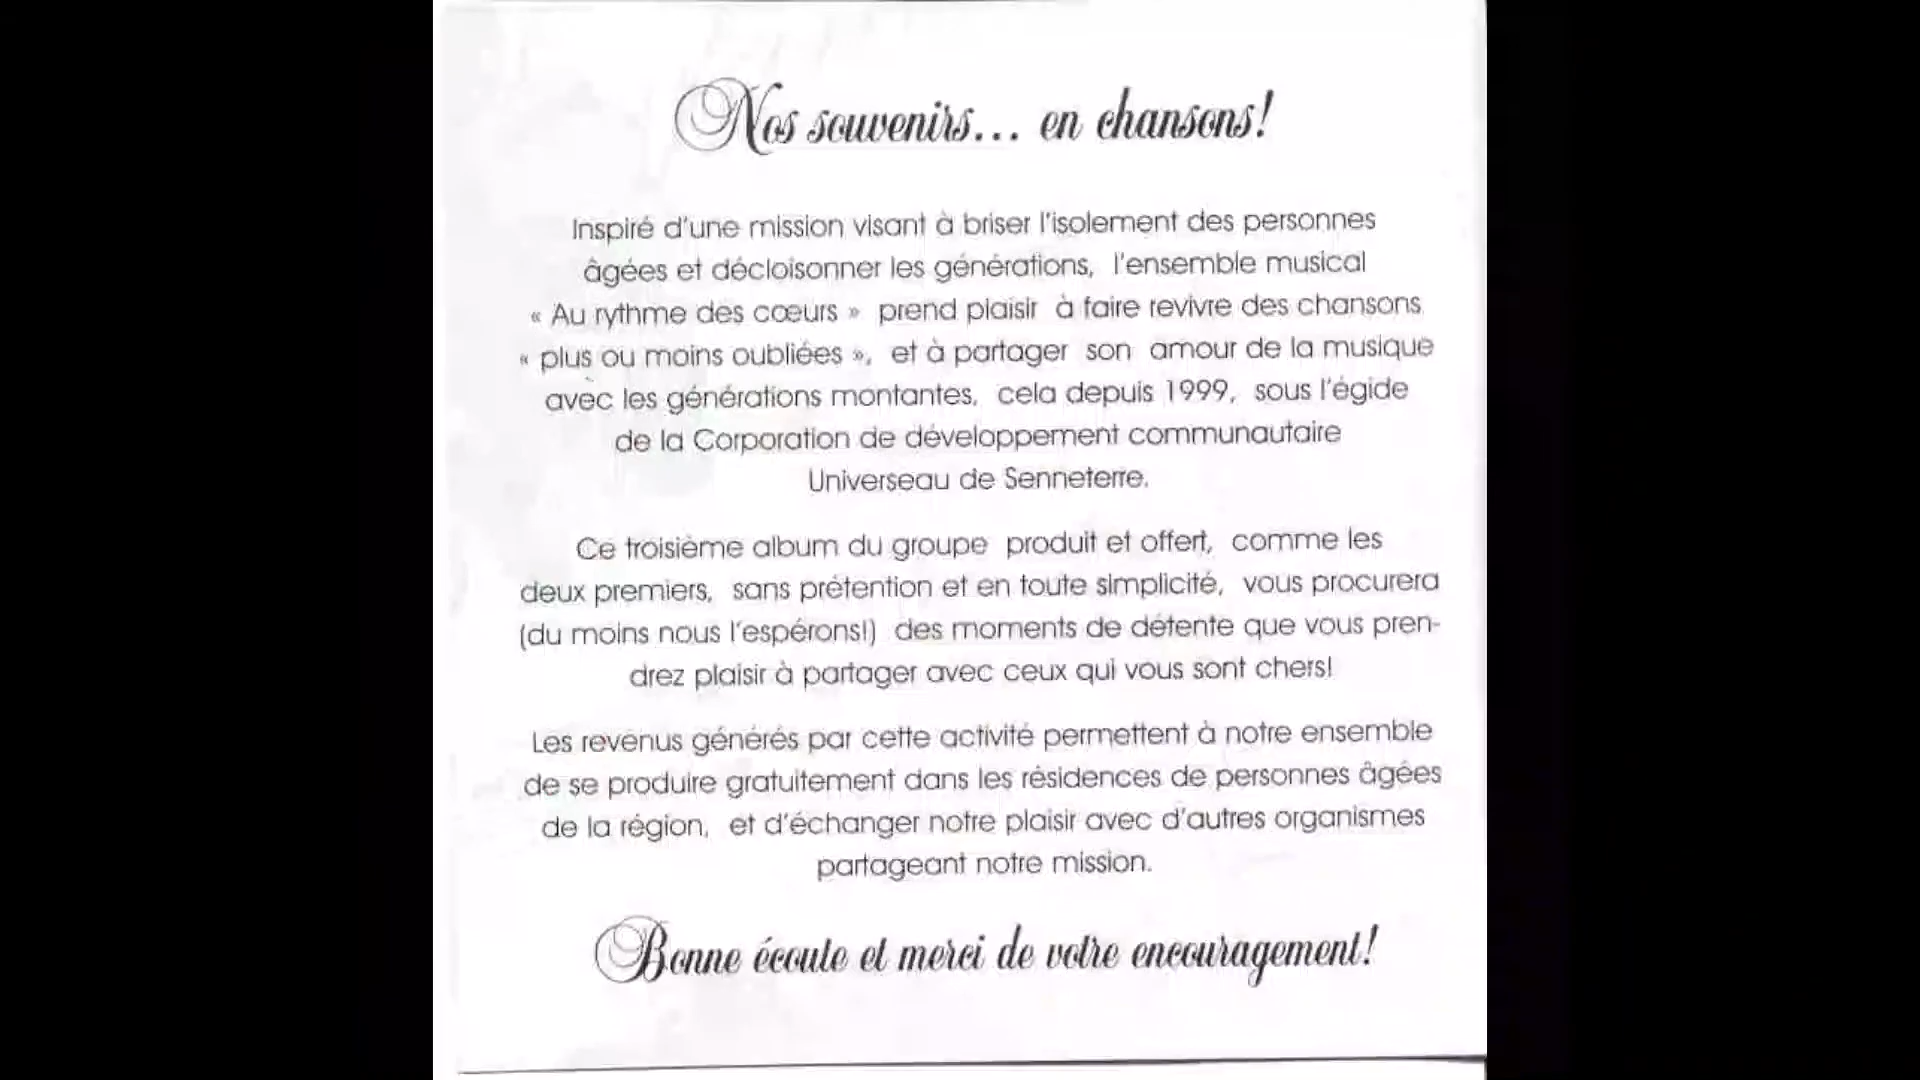 Nos souvenirs... en chansons!
Inspiré d'une mission visant à briser l'isolement des personnes
âgées et décloisonner les générations, l'ensemble musical
« Au rythme des cœurs » prend plaisir à faire revivre des chansons
« plus ou moins oubliées », et à partager son amour de la musique
avec les générations montantes, cela depuis 1999, sous l'égide
de la Corporation de développement communautaire
Universeau de Senneterre.
Ce troisième album du groupe produit et offert, comme les
deux premiers, sans prétention et en toute simplicité, vous procurera
(du moins nous l'espérons!) des moments de détente que vous pren-
drez plaisir à partager avec ceux qui vous sont chers!
Les revenus générés par cette activité permettent à notre ensemble
de se produire gratuitement dans les résidences de personnes âgées
de la région, et d'échanger notre plaisir avec d'autres organismes
partageant notre mission.
Bonne écoute et merci de votre encouragement!